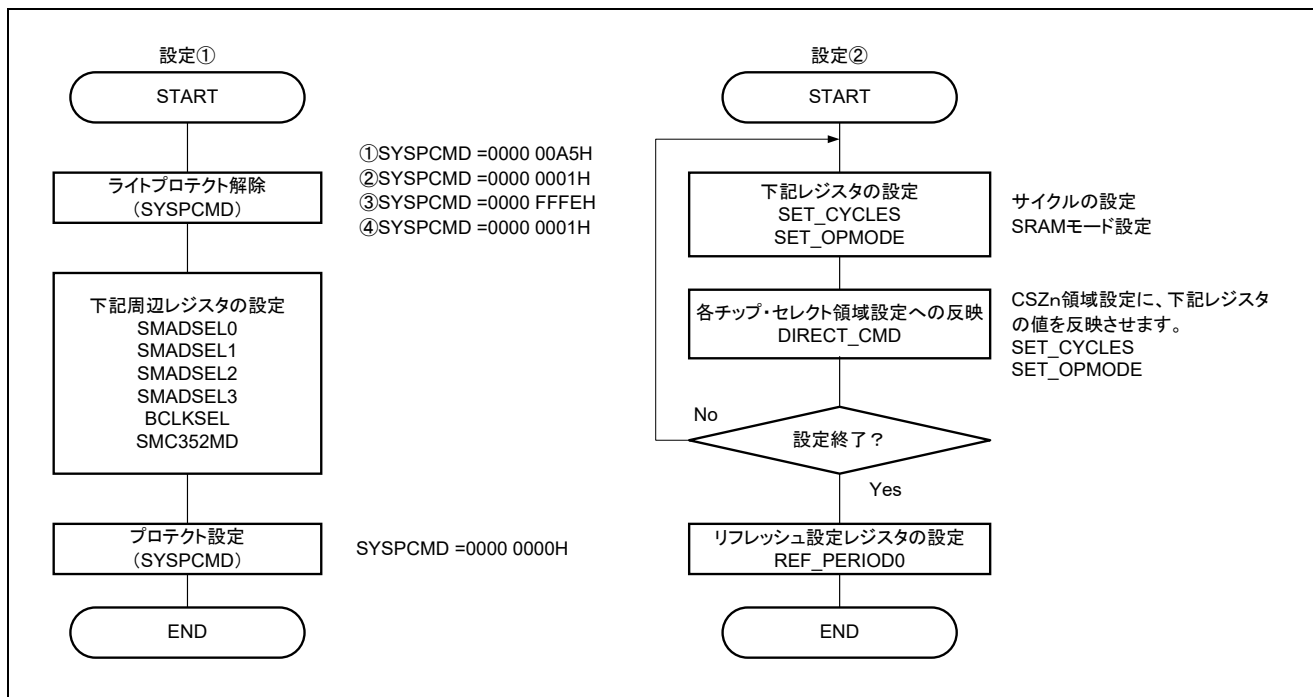 設定①
START
ライトプロテクト解除
（SYSPCMD）
①SYSPCMD =0000 00A5H
②SYSPCMD =0000 0001H
③SYSPCMD =0000 FFFEH
④SYSPCMD =0000 0001H
下記周辺レジスタの設定
SMADSEL0
SMADSEL1
SMADSEL2
SMADSEL3
BCLKSEL
SMC352MD
プロテクト設定
（SYSPCMD）
SYSPCMD =0000 0000H
END
設定②
START
下記レジスタの設定
SET_CYCLES
SET_OPMODE
サイクルの設定
SRAMモード設定
各チップ・セレクト領域設定への反映
DIRECT_CMD
CSZn領域設定に、下記レジスタ
の値を反映させます。
SET_CYCLES
SET_OPMODE
No
設定終了？
Yes
リフレッシュ設定レジスタの設定
REF_PERIOD0
END